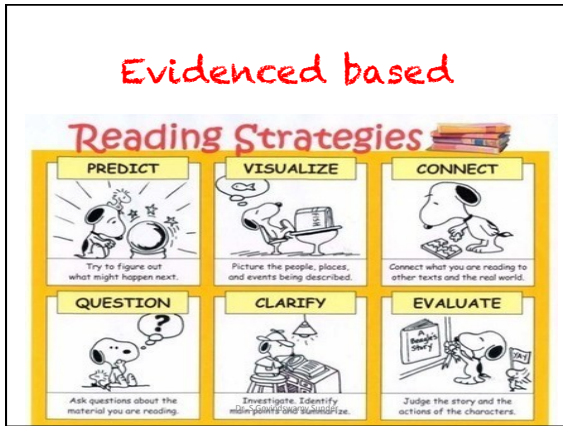 Evidenced based
Reading Strategies
PREDICT
Try to figure out
what might happen next.
VISUALIZE
Picture the people, places,
and events being described.
CONNECT
Connect what you are reading to
other texts and the real world.
QUESTION
?
Ask questions about the
material you are reading.
CLARIFY
Investigate. Identify
main points and summarize.
Dr. S.Govindswamy Sunder
EVALUATE
A
Beagle's
Story
YAY
Judge the story and the
actions of the characters.